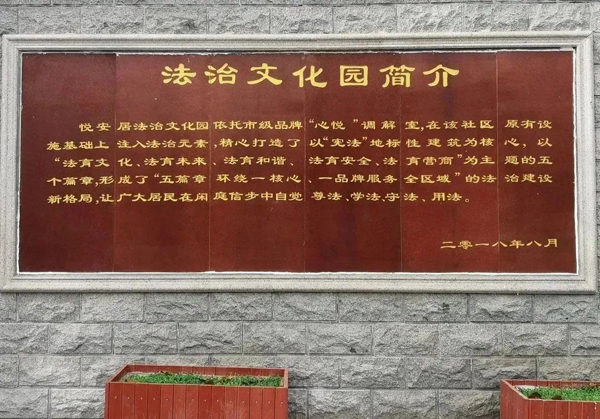 法治文化园简介
悦安居法治文化园依托市级品牌“心悦”调解室,在该社区原有设
施基础上注入法治元素,精心打造了以“宪法”地标性建筑为核心，以
“法育文化、法育未来、法育和谐、法育安全、法育营商”为主题的五
个篇章,形成了“五篇章环绕一核心、一品牌服务全区域”的法治建设
新格局,让广大居民在闲庭信步中自觉尊法、学法、守法、用法。
二零一八年八月